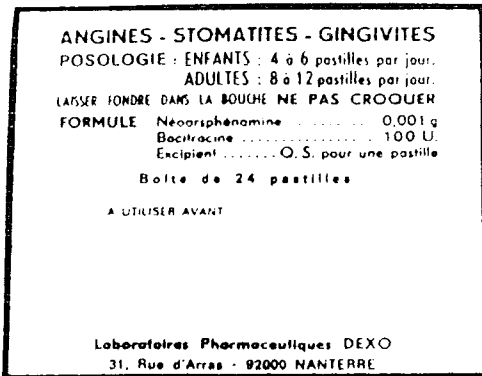 ANGINES - STOMATITES - GINGIVITES
POSOLOGIE : ENFANTS : 4 à 6 pastilles par jour.
ADULTES : 8 à 12 pastilles par jour.
LAISSER FONDRE DANS LA BOUCHE NE PAS CROQUER
FORMULE Néoarsphénamine ........ 0,001 g
Bacitracine ............... 100 U.
Excipient ....... Q. S. pour une pastille
Boîte de 24 pastilles
A UTILISER AVANT
Laboratoires Pharmaceutiques DEXO
31, Rue d'Arras - 92000 NANTERRE